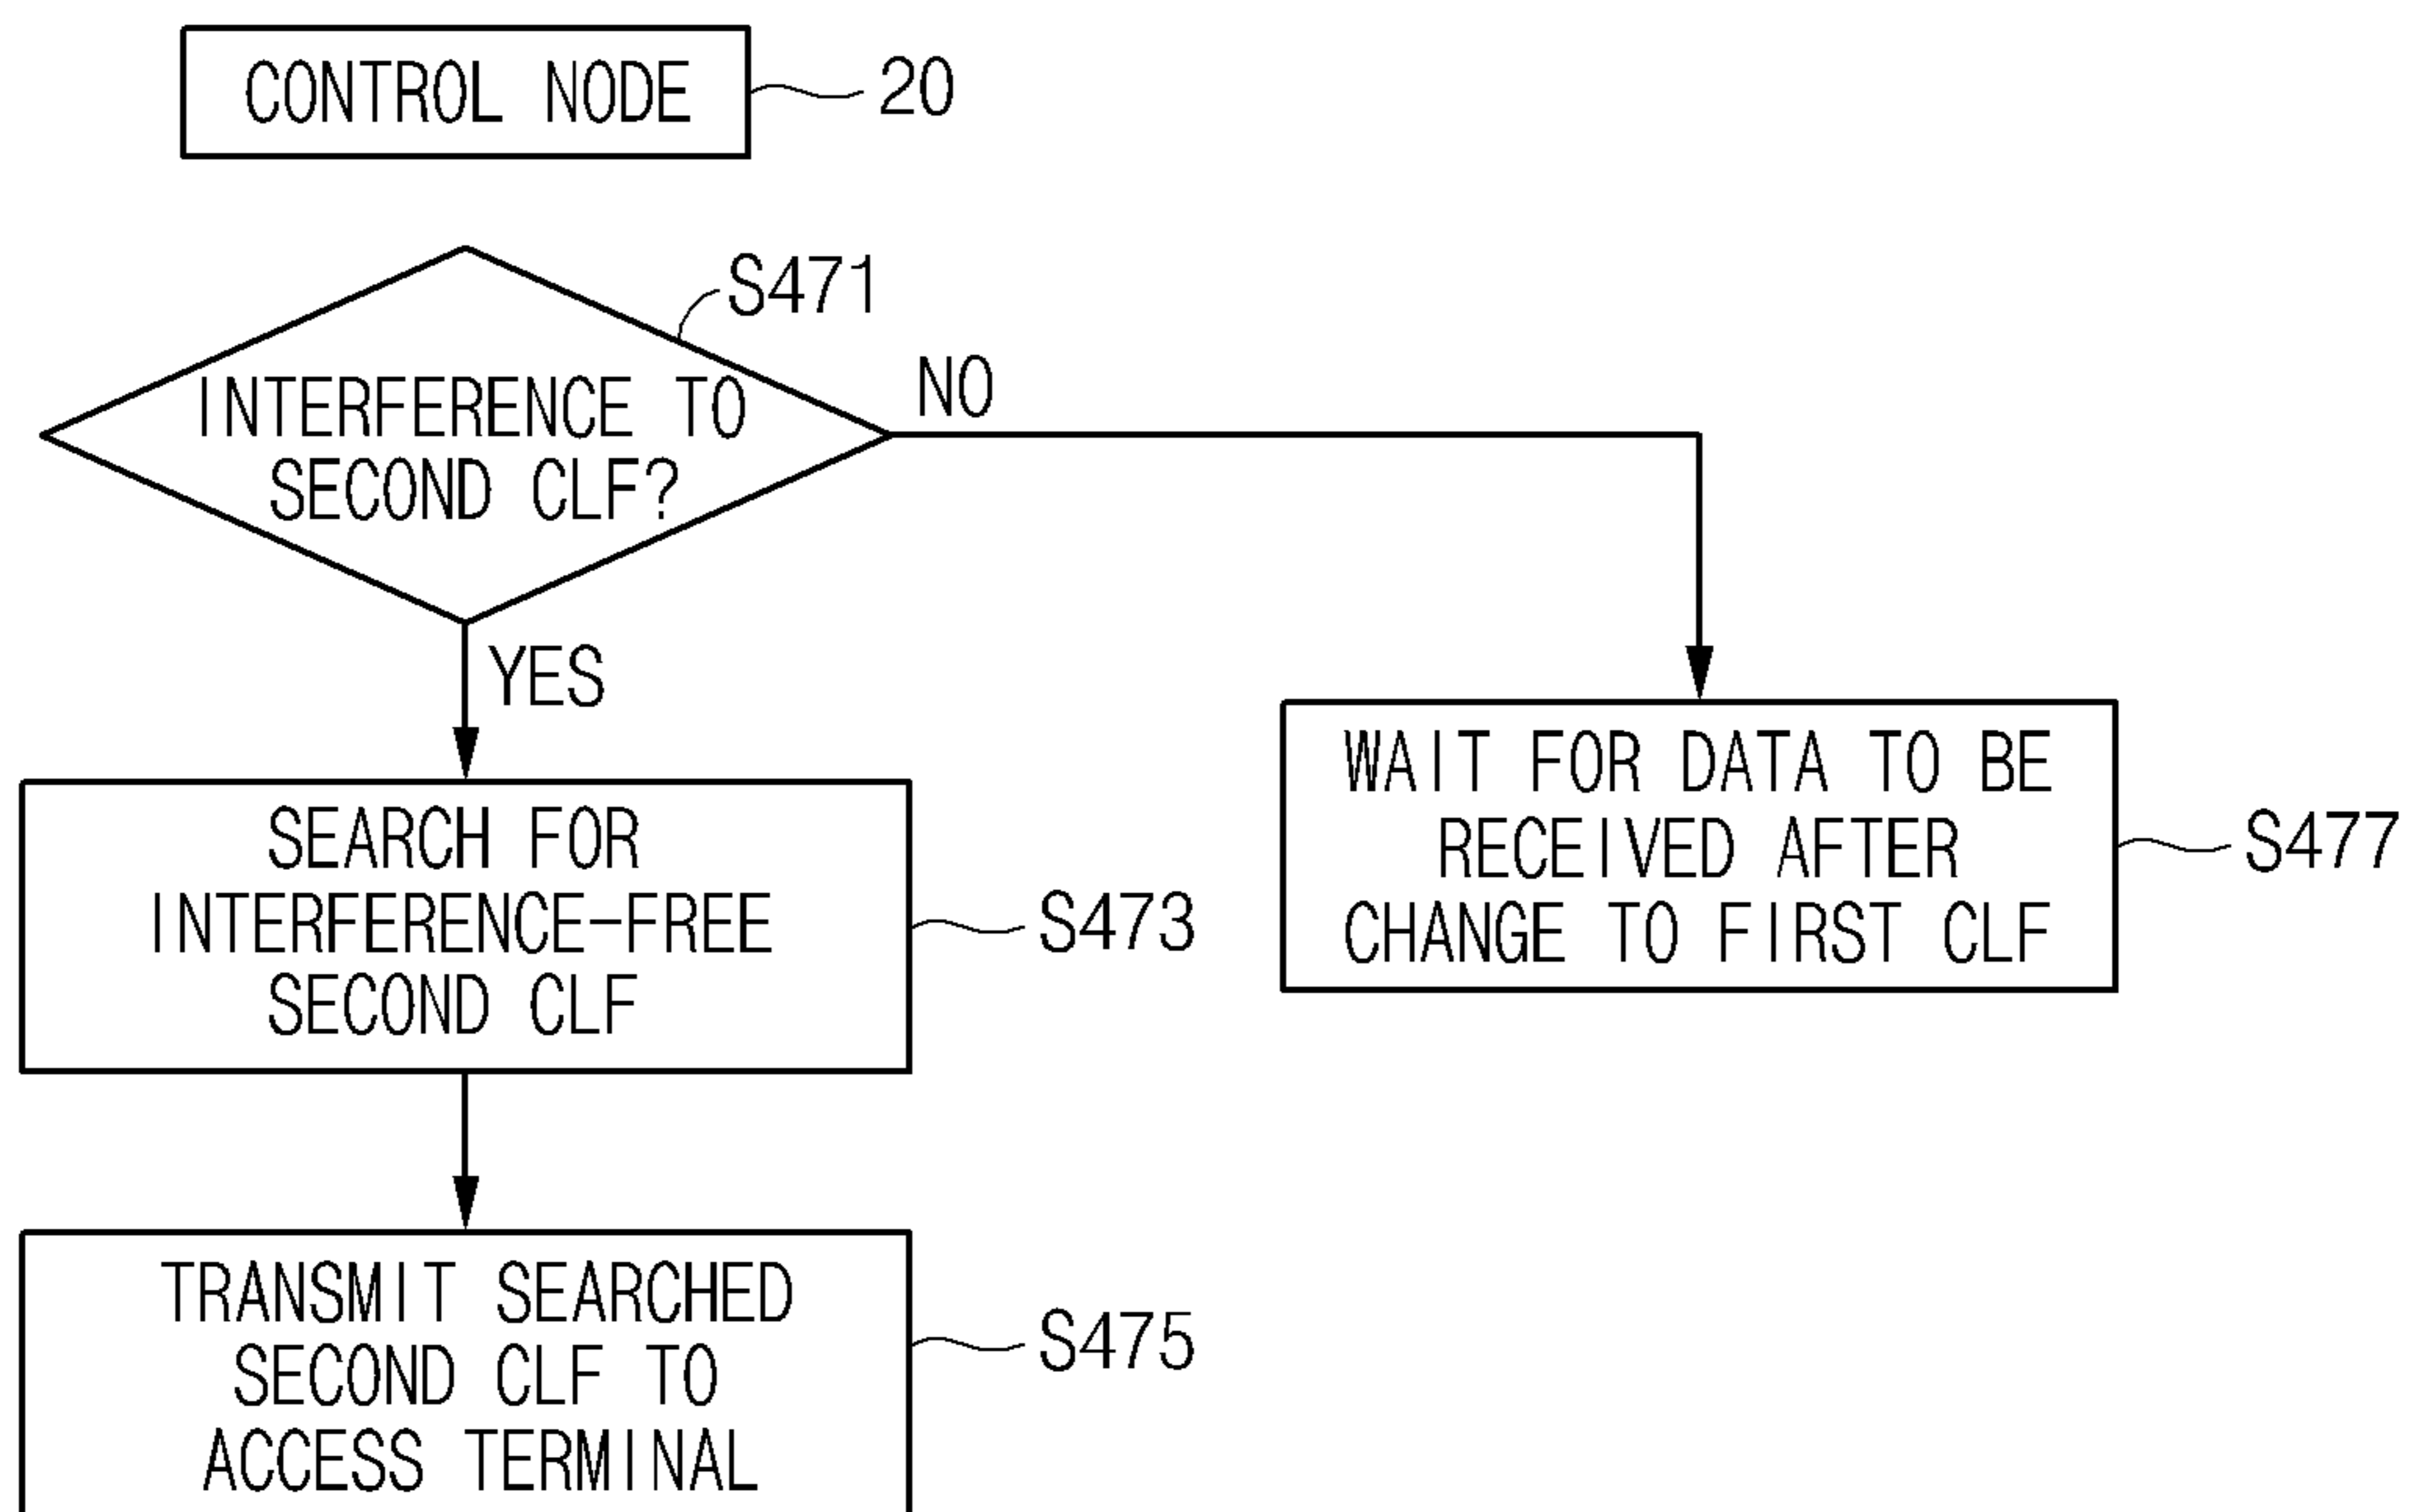 CONTROL NODE
20
S471
INTERFERENCE TO
SECOND CLF?
NO
YES
SEARCH FOR
INTERFERENCE-FREE
SECOND CLF
S473
WAIT FOR DATA TO BE
RECEIVED AFTER
CHANGE TO FIRST CLF
S477
TRANSMIT SEARCHED
SECOND CLF TO
ACCESS TERMINAL
S475